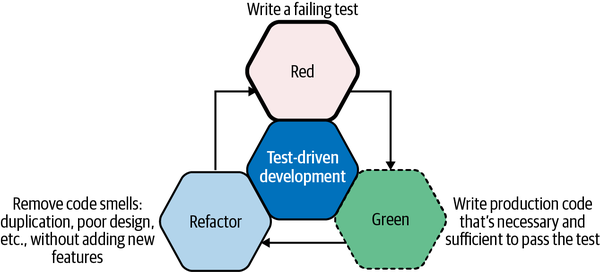 Write a failing test
Red
Test-driven
development
Remove code smells:
duplication, poor design,
etc., without adding new
features
Refactor
Green
Write production code
that's necessary and
sufficient to pass the test